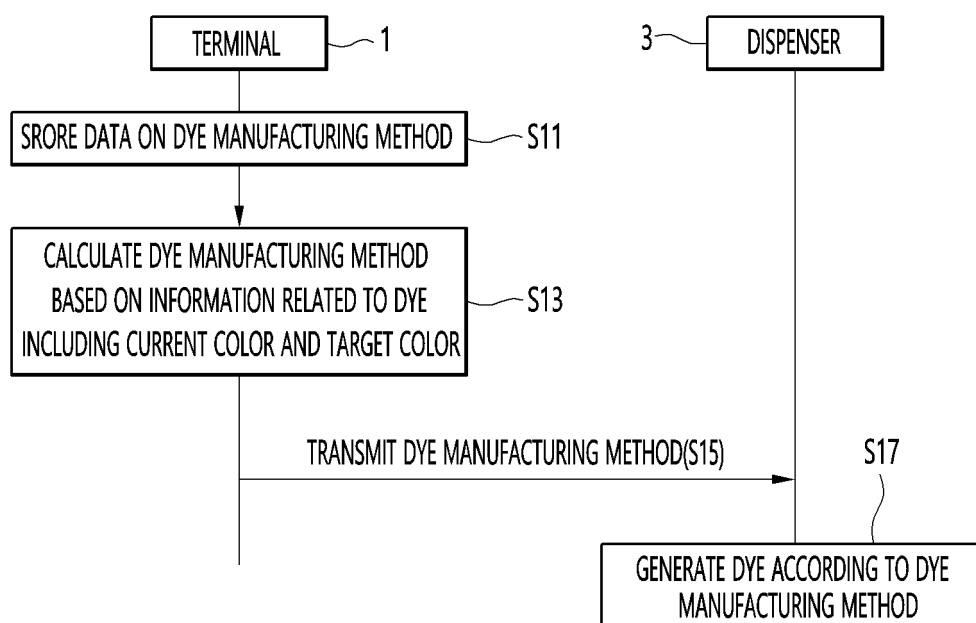 TERMINAL
1
3
DISPENSER
SRORE DATA ON DYE MANUFACTURING METHOD
S11
CALCULATE DYE MANUFACTURING METHOD
BASED ON INFORMATION RELATED TO DYE
INCLUDING CURRENT COLOR AND TARGET COLOR
S13
TRANSMIT DYE MANUFACTURING METHOD(S15)
S17
GENERATE DYE ACCORDING TO DYE
MANUFACTURING METHOD